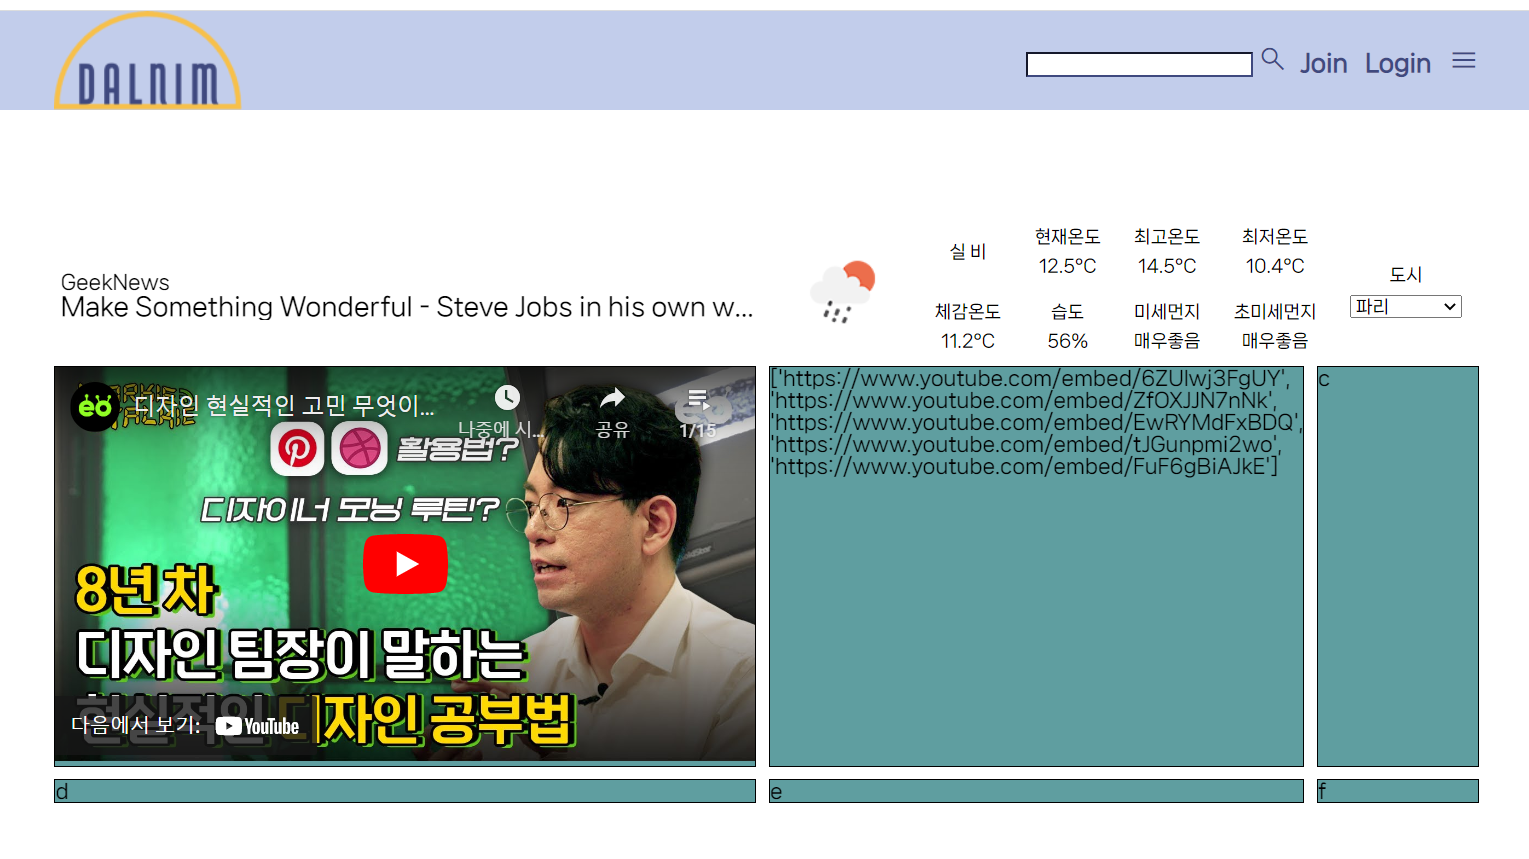 DALNIM
Join Login
GeekNews
Make Something Wonderful - Steve Jobs in his own w...
실 비
현재온도 최고온도 최저온도
12.5°C 14.5°C 10.4°C
체감온도 습도 미세먼지 초미세먼지
11.2°C 56% 매우좋음 매우좋음
도시
파리
eo 디자인 현실적인 고민 무엇이...
나중에 시... 공유 1/15
활용법?
디자이너 모닝 루틴?
8년 차
디자인 팀장이 말하는
현실적인 디자인 공부법
다음에서 보기: YouTube
['https://www.youtube.com/embed/6ZUlwj3FgUY',
'https://www.youtube.com/embed/ZfOXJJN7nNk',
'https://www.youtube.com/embed/EwRYMdFxBDQ',
'https://www.youtube.com/embed/tJGunpmi2wo',
'https://www.youtube.com/embed/FuF6gBiAJkE']
c
d
e
f